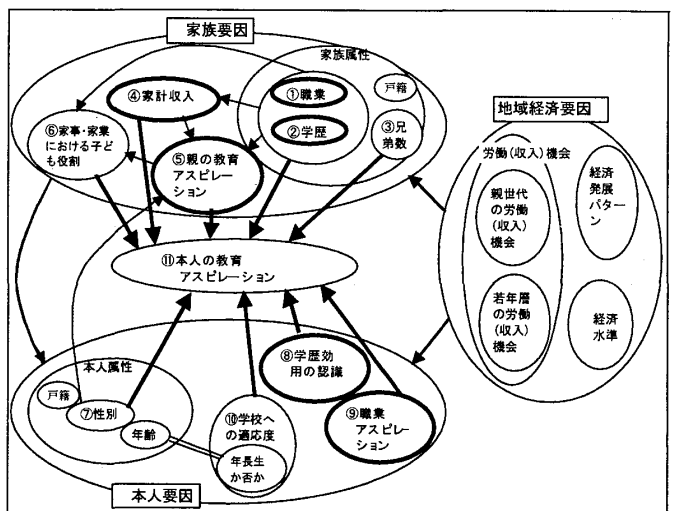 家族要因
家族属性
④家計収入
①職業
戸籍
②学歴
③兄
弟数
⑥家事・家業
における子ど
も役割
⑤親の教育
アスピレー
ション
地域経済要因
労働(収入)機会
親世代
の労働
(収入)
機会
経済
発展
パター
ン
若年層
の労働
(収入)
機会
経済
水準
⑪本人の教育
アスピレーション
本人属性
戸籍
⑦性別
年齢
⑧学歴効
用の認識
⑨職業
アスピレー
ション
⑩学校へ
の適応度
年長生
か否か
本人要因